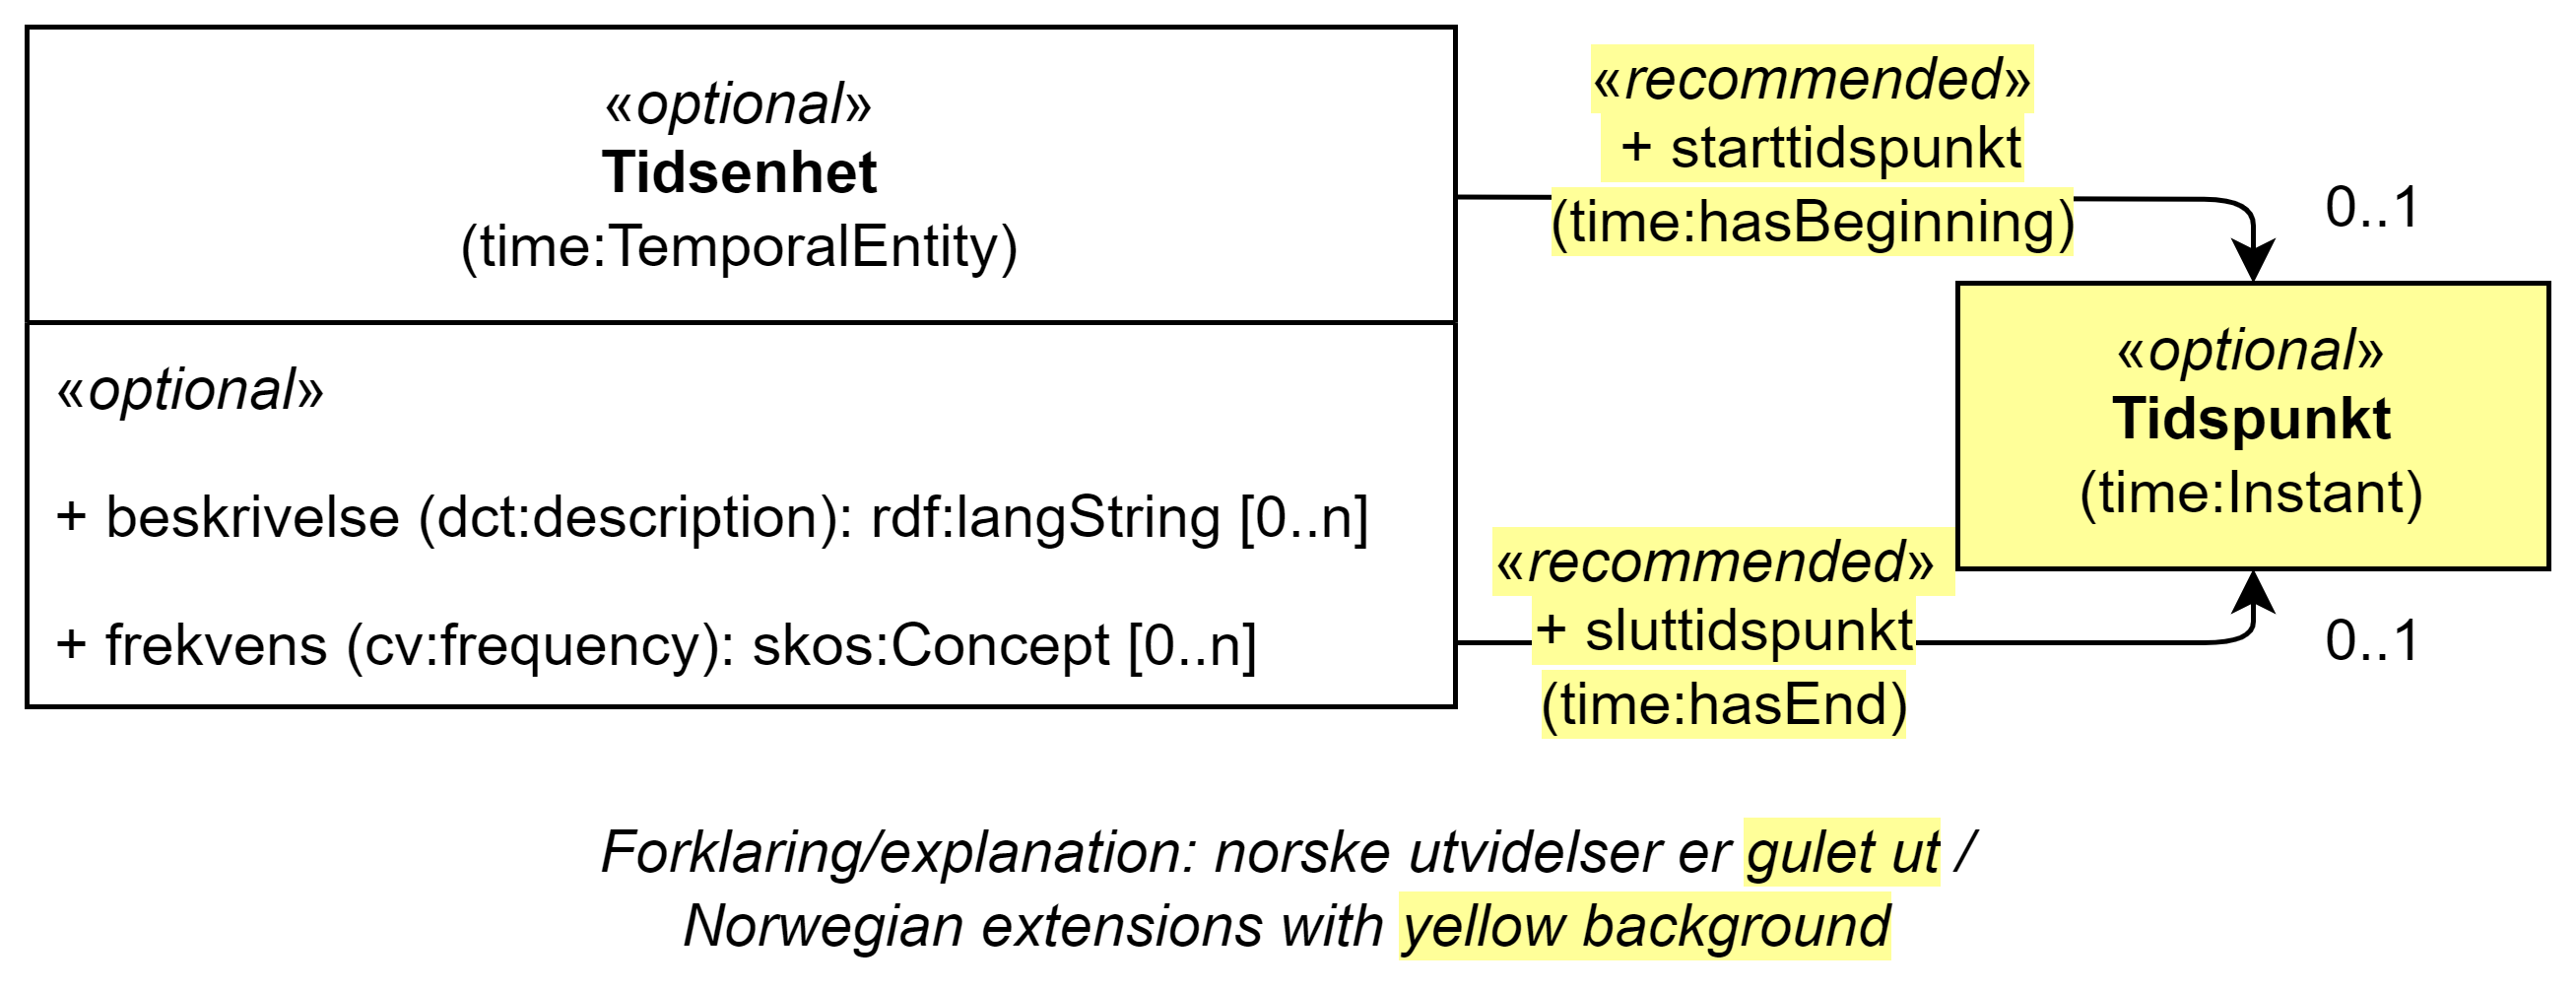 «optional»
Tidsenhet
(time:TemporalEntity)
«optional»
+ beskrivelse (dct:description): rdf:langString [0..n]
+ frekvens (cv:frequency): skos:Concept [0..n]
«recommended»
+ starttidspunkt
(time:hasBeginning)
0..1
«optional»
Tidspunkt
(time:Instant)
«recommended»
+ sluttidspunkt
(time:hasEnd)
0..1
Forklaring/explanation: norske utvidelser er gulet ut /
Norwegian extensions with yellow background